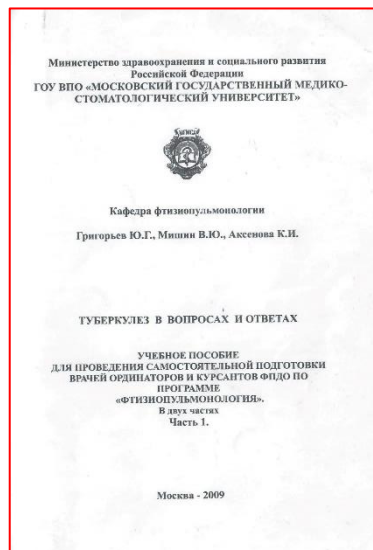 Министерство здравоохранения и социального развития
Российской Федерации
ГОУ ВПО «МОСКОВСКИЙ ГОСУДАРСТВЕННЫЙ МЕДИКО-
СТОМАТОЛОГИЧЕСКИЙ УНИВЕРСИТЕТ»
Кафедра фтизиопульмонологии
Григорьев Ю.Г., Мишин В.Ю., Аксенова К.И.
ТУБЕРКУЛЕЗ В ВОПРОСАХ И ОТВЕТАХ
УЧЕБНОЕ ПОСОБИЕ
ДЛЯ ПРОВЕДЕНИЯ САМОСТОЯТЕЛЬНОЙ ПОДГОТОВКИ
ВРАЧЕЙ ОРДИНАТОРОВ И КУРСАНТОВ ФПДО ПО
ПРОГРАММЕ
«ФТИЗИОПУЛЬМОНОЛОГИЯ».
В двух частях
Часть 1.
Москва - 2009